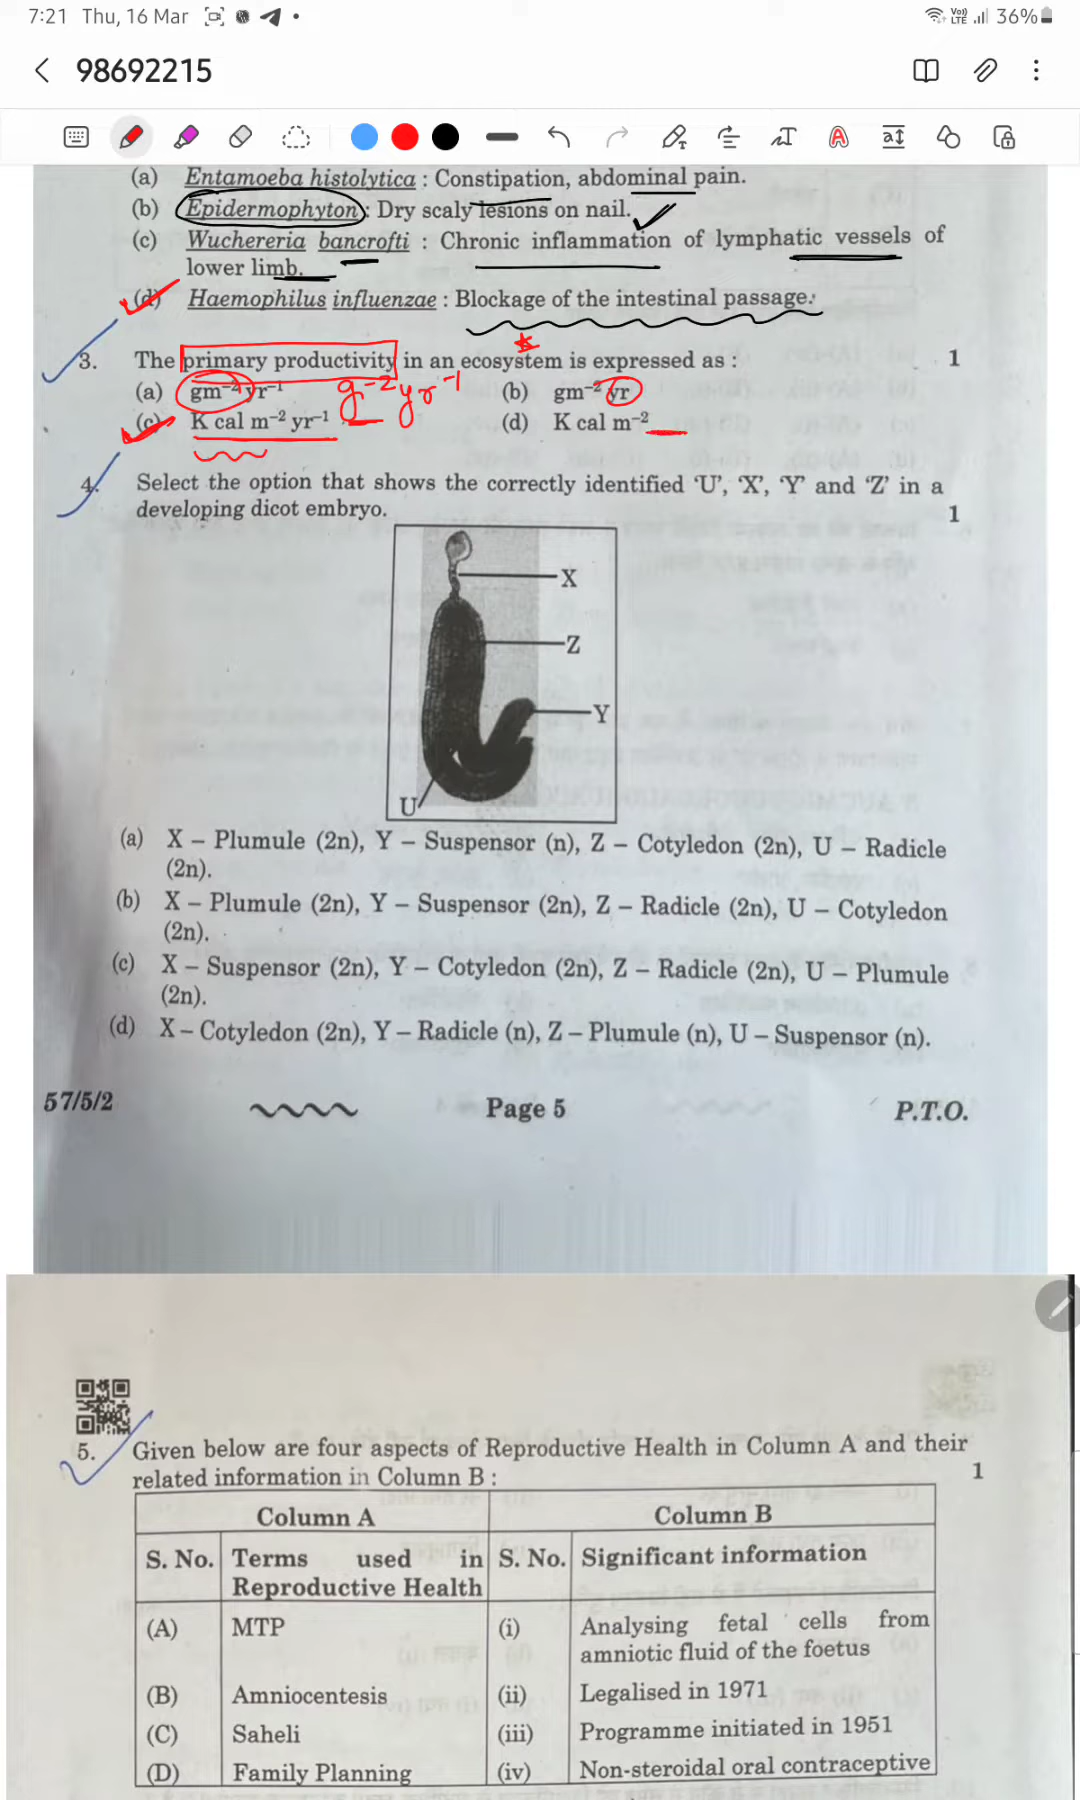 7:21 Thu, 16 Mar 36%
98692215
(a) Entamoeba histolytica : Constipation, abdominal pain.
(b) Epidermophyton : Dry scaly lesions on nail.
(c) Wuchereria bancrofti : Chronic inflammation of lymphatic vessels of
lower limb.
(d) Haemophilus influenzae : Blockage of the intestinal passage.
3. The primary productivity in an ecosystem is expressed as : 1
(a) gm⁻² yr⁻¹ g⁻² yr⁻¹ (b) gm⁻² yr
(c) K cal m⁻² yr⁻¹ (d) K cal m⁻²
4. Select the option that shows the correctly identified ‘U’, ‘X’, ‘Y’ and ‘Z’ in a
developing dicot embryo. 1
X
Z
Y
U
(a) X – Plumule (2n), Y – Suspensor (n), Z – Cotyledon (2n), U – Radicle
(2n).
(b) X – Plumule (2n), Y – Suspensor (2n), Z – Radicle (2n), U – Cotyledon
(2n).
(c) X – Suspensor (2n), Y – Cotyledon (2n), Z – Radicle (2n), U – Plumule
(2n).
(d) X – Cotyledon (2n), Y – Radicle (n), Z – Plumule (n), U – Suspensor (n).
57/5/2 Page 5 P.T.O.
5. Given below are four aspects of Reproductive Health in Column A and their
related information in Column B : 1
Column A Column B
S. No. Terms used in S. No. Significant information
Reproductive Health
(A) MTP (i) Analysing fetal cells from
amniotic fluid of the foetus
(B) Amniocentesis (ii) Legalised in 1971
(C) Saheli (iii) Programme initiated in 1951
(D) Family Planning (iv) Non-steroidal oral contraceptive